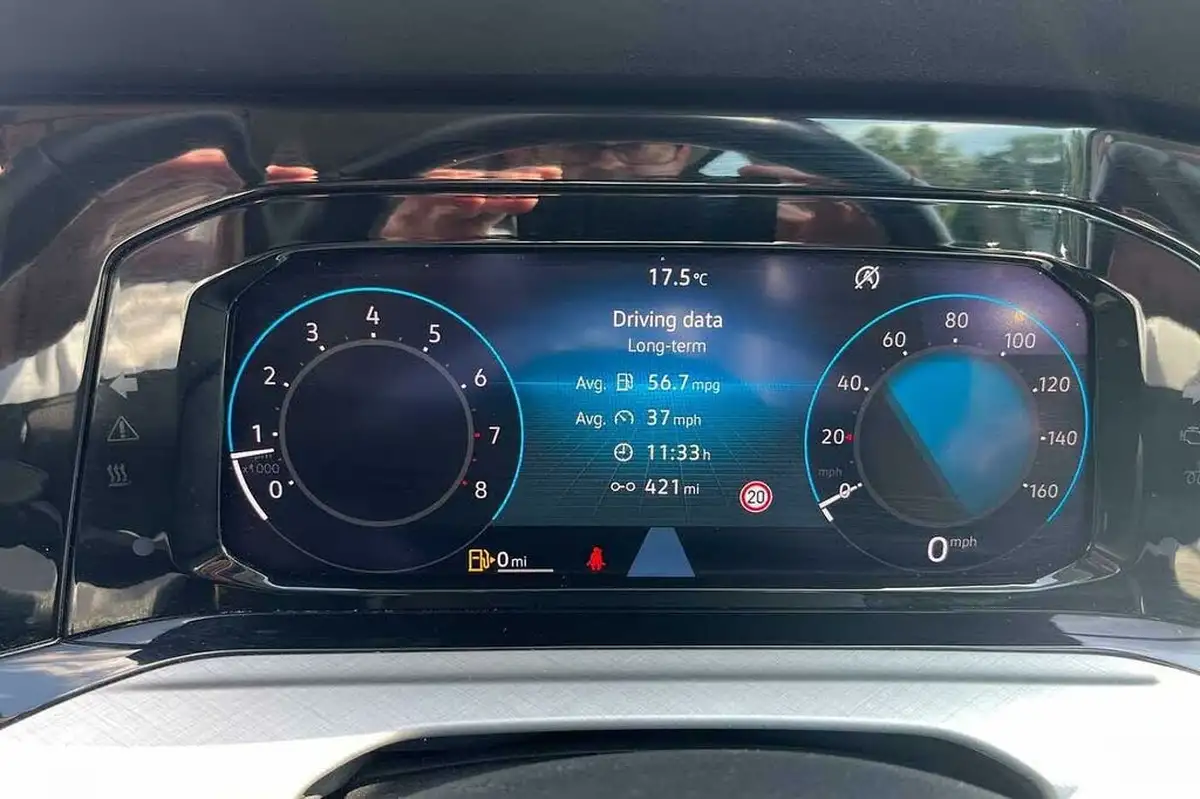 17.5°C
Driving data
Long-term
Avg. 56.7 mpg
Avg. 37 mph
11:33 h
421 mi
20
0 mi
0
1
2
3
4
5
6
7
8
x1000
0
20
40
60
80
100
120
140
160
mph
0 mph